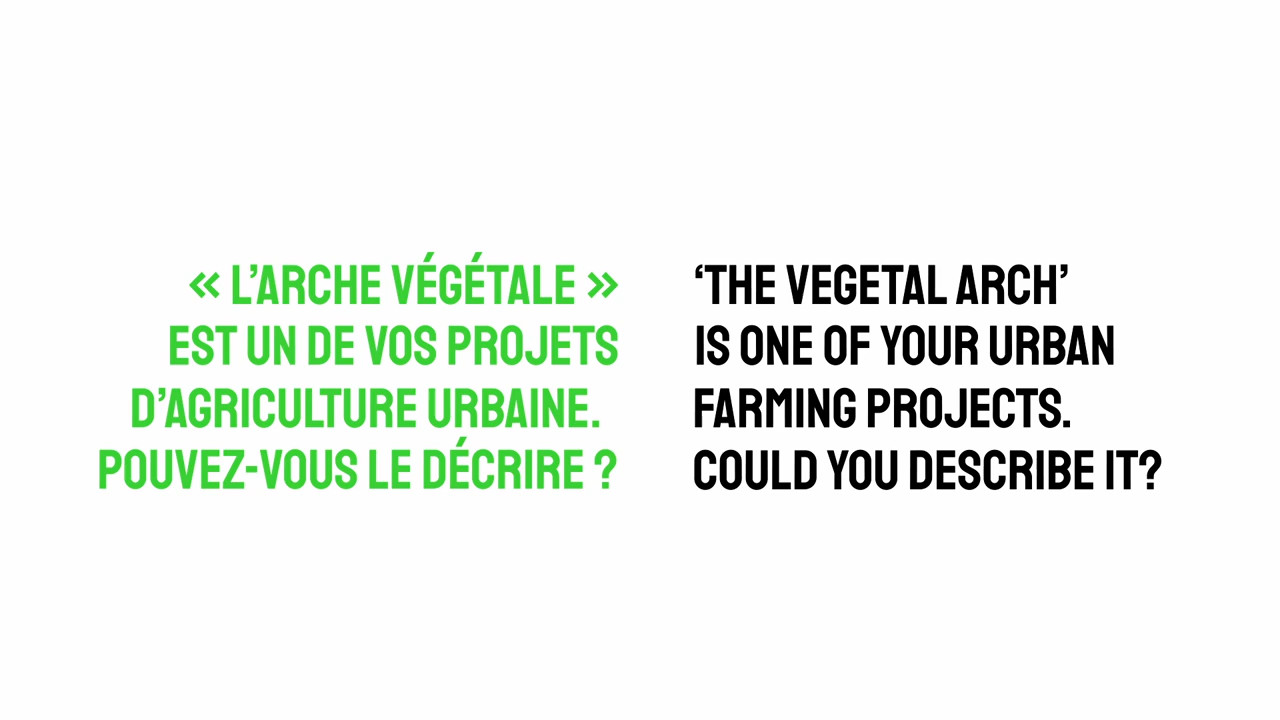 « L’ARCHE VÉGÉTALE »
EST UN DE VOS PROJETS
D’AGRICULTURE URBAINE.
POUVEZ-VOUS LE DÉCRIRE ?
‘THE VEGETAL ARCH’
IS ONE OF YOUR URBAN
FARMING PROJECTS.
COULD YOU DESCRIBE IT?